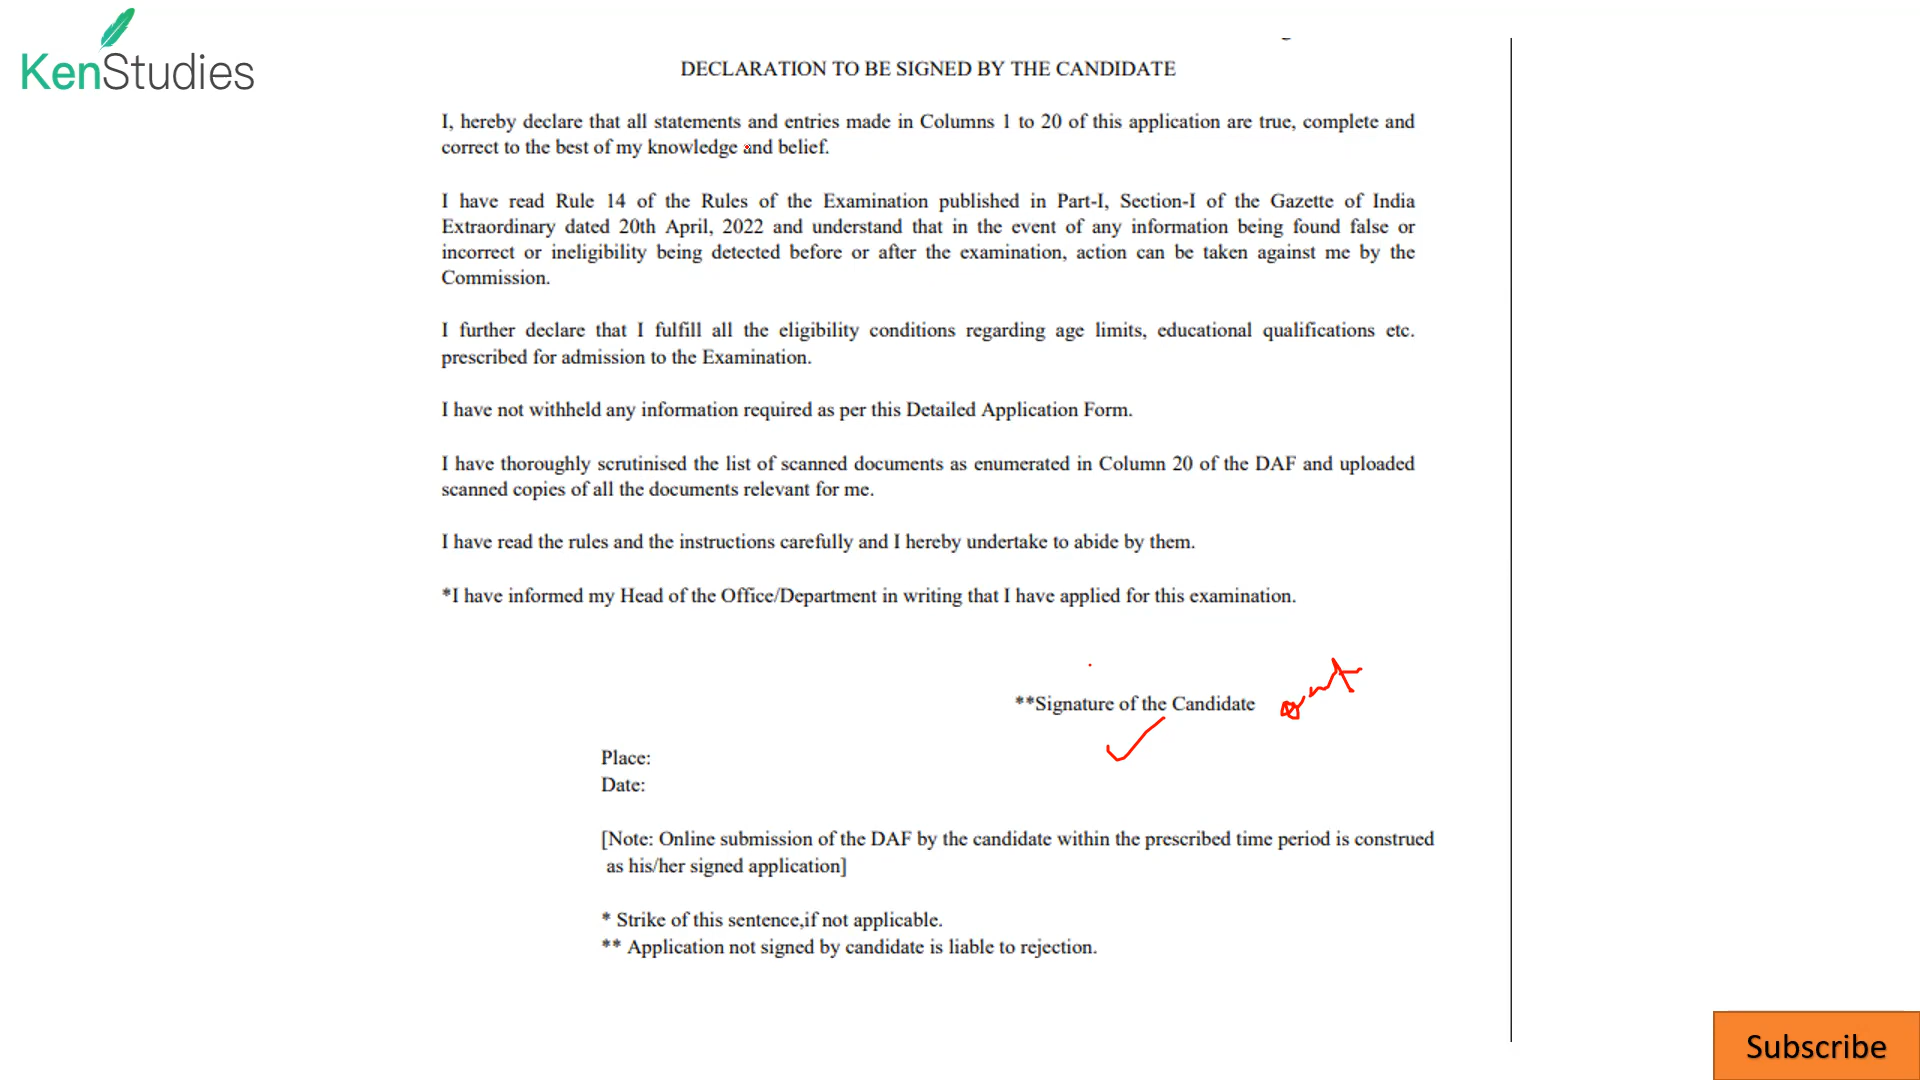 KenStudies
DECLARATION TO BE SIGNED BY THE CANDIDATE
I, hereby declare that all statements and entries made in Columns 1 to 20 of this application are true, complete and
correct to the best of my knowledge and belief.
I have read Rule 14 of the Rules of the Examination published in Part-I, Section-I of the Gazette of India
Extraordinary dated 20th April, 2022 and understand that in the event of any information being found false or
incorrect or ineligibility being detected before or after the examination, action can be taken against me by the
Commission.
I further declare that I fulfill all the eligibility conditions regarding age limits, educational qualifications etc.
prescribed for admission to the Examination.
I have not withheld any information required as per this Detailed Application Form.
I have thoroughly scrutinised the list of scanned documents as enumerated in Column 20 of the DAF and uploaded
scanned copies of all the documents relevant for me.
I have read the rules and the instructions carefully and I hereby undertake to abide by them.
*I have informed my Head of the Office/Department in writing that I have applied for this examination.
**Signature of the Candidate
Place:
Date:
[Note: Online submission of the DAF by the candidate within the prescribed time period is construed
as his/her signed application]
* Strike of this sentence,if not applicable.
** Application not signed by candidate is liable to rejection.
Subscribe